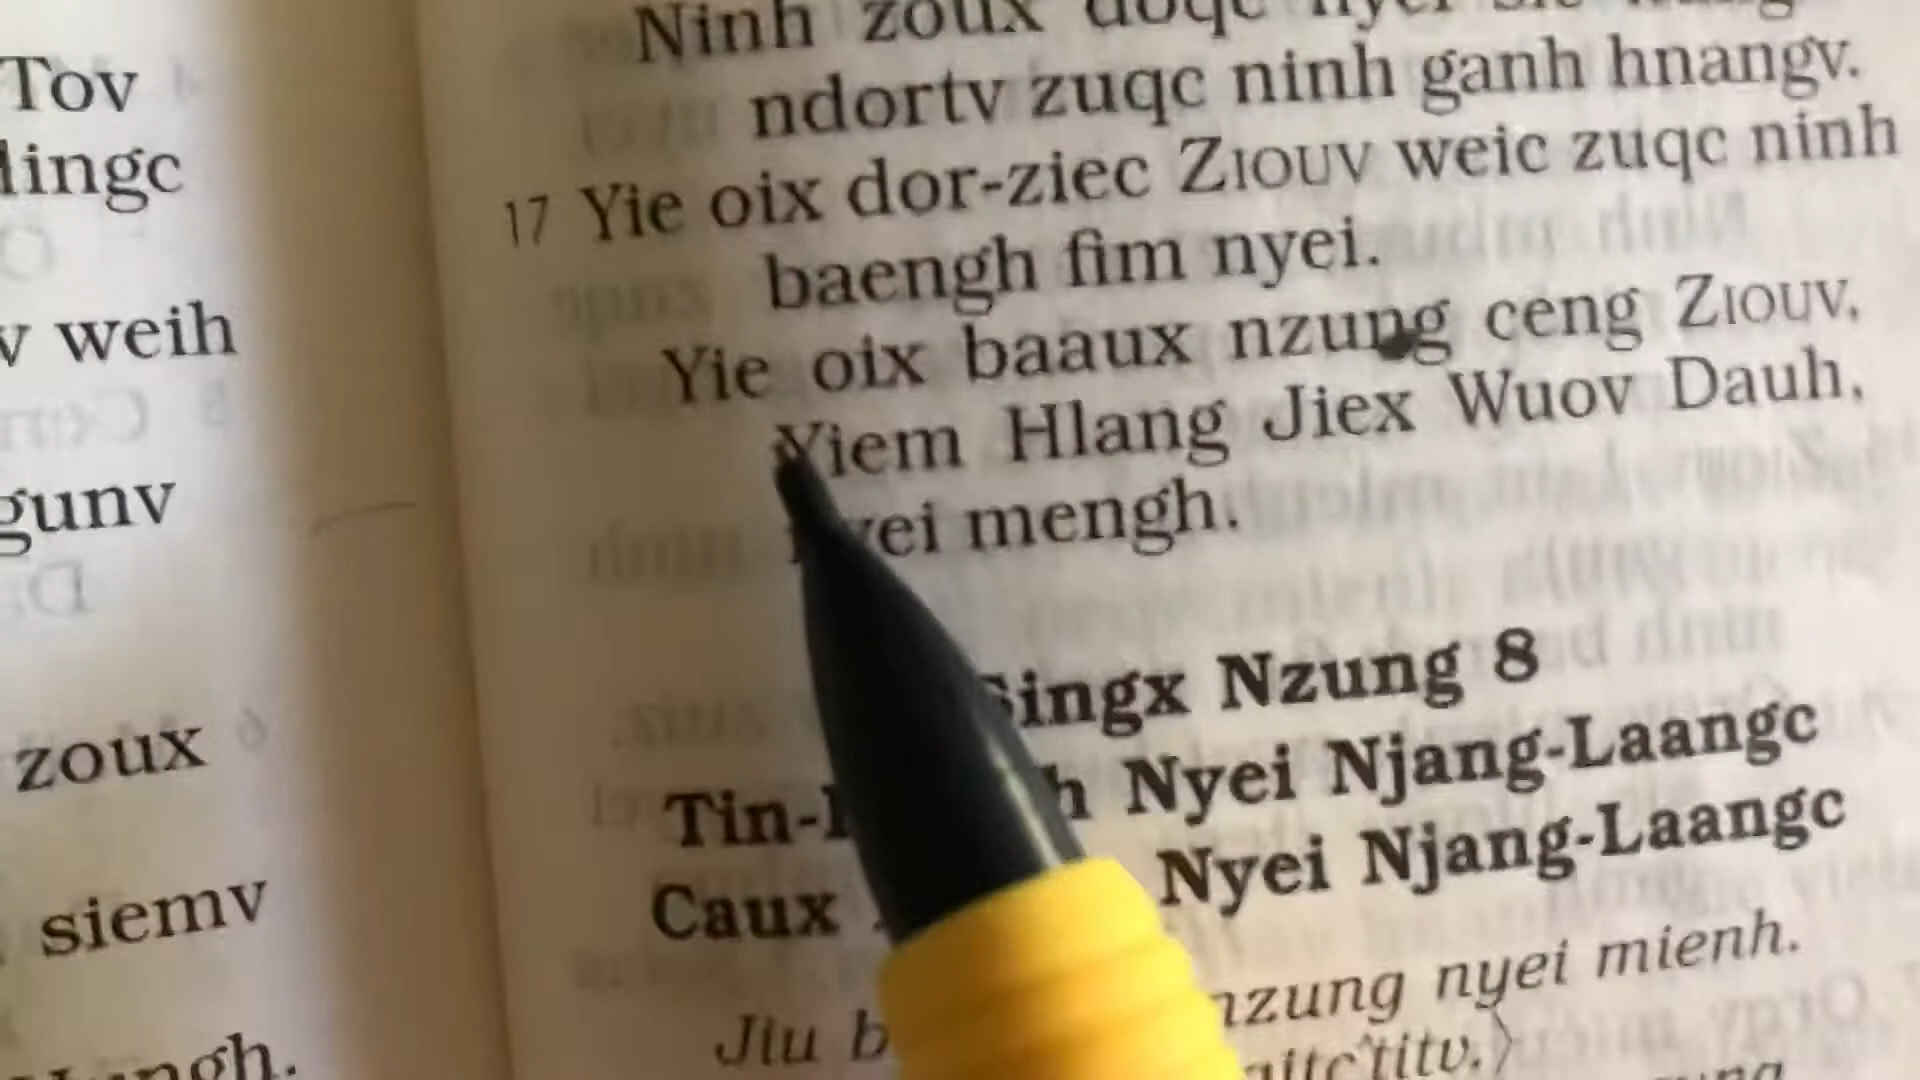 Tov
lingc
weih
gunv
zoux
siemv
Ninh zoux doqc nyei
ndortv zuqc ninh ganh hnangv.
17 Yie oix dor-ziec ZIOUV weic zuqc ninh
baengh fim nyei.
Yie oix baaux nzung ceng ZIOUV,
Yiem Hlang Jiex Wuov Dauh,
nyei mengh.
Singx Nzung 8
Nyei Njang-Laangc
Caux Nyei Njang-Laangc
Jiu nzung nyei mienh.